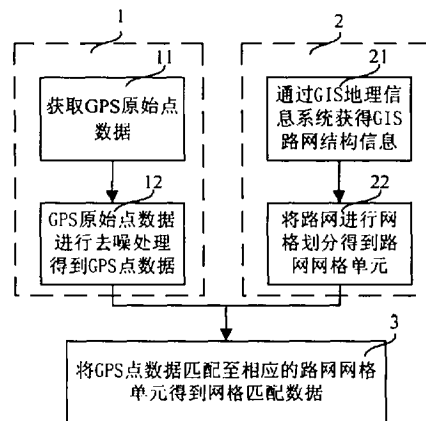 1
11
获取GPS原始点
数据
12
GPS原始点数据
进行去噪处理
得到GPS点数据
2
21
通过GIS地理信
息系统获得GIS
路网结构信息
22
将路网进行网
格划分得到路
网网格单元
3
将GPS点数据匹配至相应的路网网格
单元得到网格匹配数据